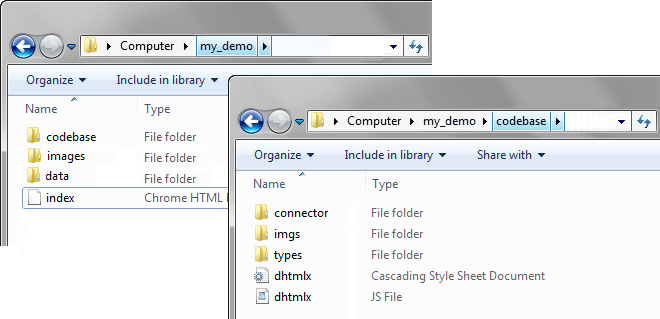 Computer my_demo
Organize Include in library
Name Type
codebase File folder
images File folder
data File folder
index Chrome HTML
Computer my_demo codebase
Organize Include in library Share with
Name Type
connector File folder
imgs File folder
types File folder
dhtmlx Cascading Style Sheet Document
dhtmlx JS File